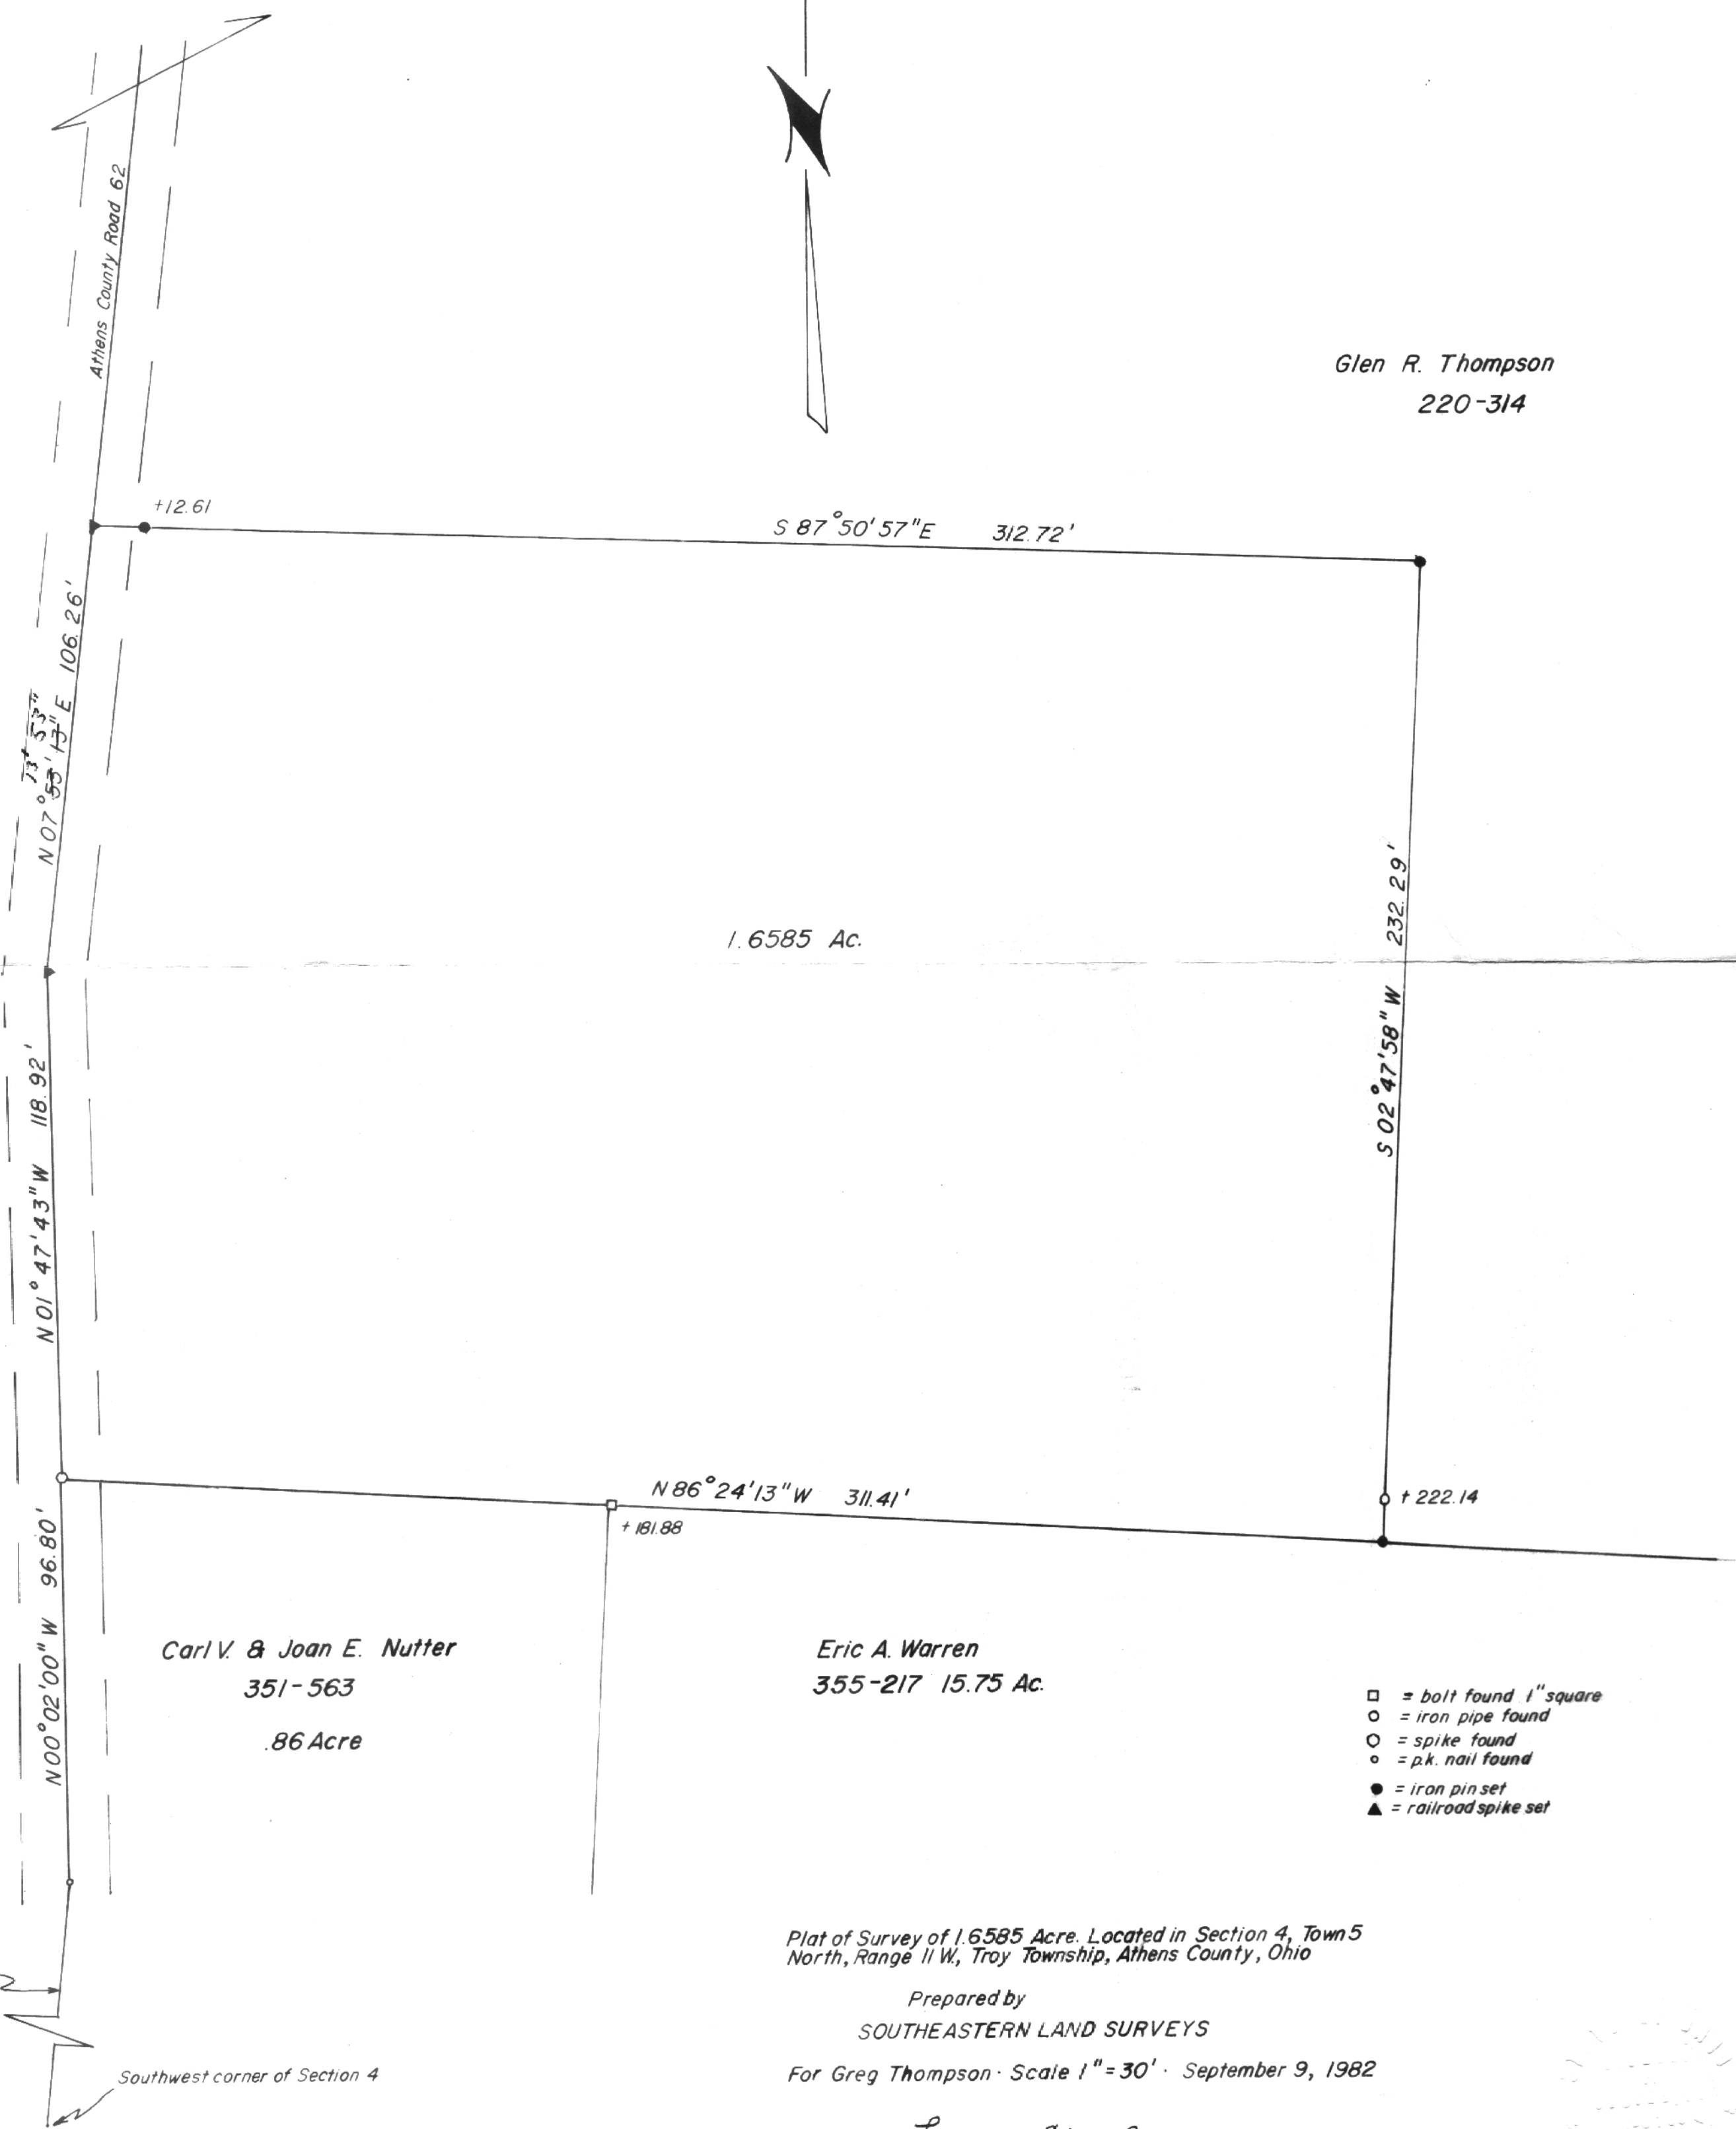 Athens County Road 62
Glen R. Thompson
220-314
+12.61
S 87°50'57"E 312.72'
N 07°53'13"E 106.26'
13' 53"
1.6585 Ac.
S 02°47'58"W 232.29'
N 01°47'43"W 118.92'
N 86°24'13"W 311.41'
+222.14
+181.88
N 00°02'00"W 96.80'
Carl V. & Joan E. Nutter
351-563
.86 Acre
Eric A. Warren
355-217 15.75 Ac.
= bolt found 1" square
= iron pipe found
= spike found
= p.k. nail found
= iron pin set
= railroad spike set
Plat of Survey of 1.6585 Acre. Located in Section 4, Town 5
North, Range 11 W., Troy Township, Athens County, Ohio
Prepared by
SOUTHEASTERN LAND SURVEYS
For Greg Thompson · Scale 1" = 30' · September 9, 1982
2
Southwest corner of Section 4